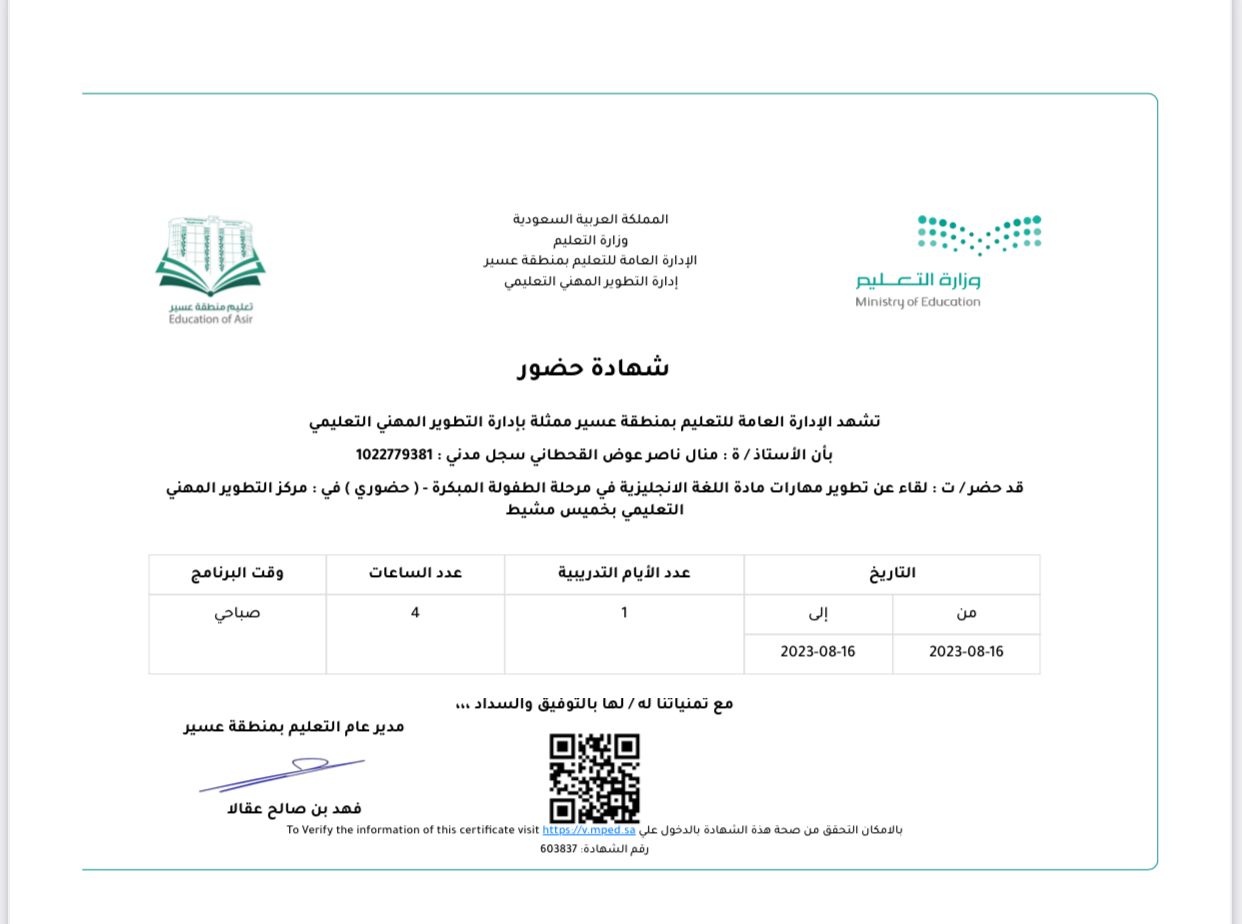 المملكة العربية السعودية
وزارة التعليم
الإدارة العامة للتعليم بمنطقة عسير
إدارة التطوير المهني التعليمي
وزارة التعليم
Ministry of Education
تعليم منطقة عسير
Education of Asir
شهادة حضور
تشهد الإدارة العامة للتعليم بمنطقة عسير ممثلة بإدارة التطوير المهني التعليمي
بأن الأستاذ / ة : منال ناصر عوض القحطاني سجل مدني : 1022779381
قد حضر / ت : لقاء عن تطوير مهارات مادة اللغة الانجليزية في مرحلة الطفولة المبكرة - ( حضوري ) في : مركز التطوير المهني
التعليمي بخميس مشيط
التاريخ عدد الأيام التدريبية عدد الساعات وقت البرنامج
من إلى 1 4 صباحي
2023-08-16 2023-08-16
مع تمنياتنا له / لها بالتوفيق والسداد ،،،
مدير عام التعليم بمنطقة عسير
فهد بن صالح عقالا
بالامكان التحقق من صحة هذة الشهادة بالدخول علي https://v.mped.sa To Verify the information of this certificate visit
رقم الشهادة: 603837